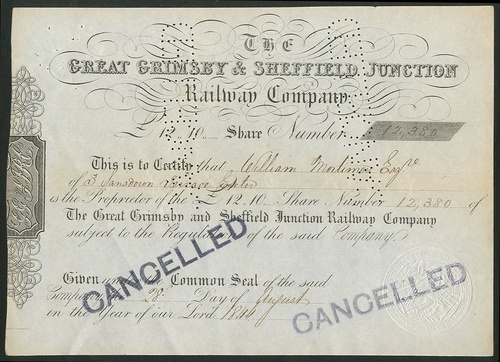 THE
GREAT GRIMSBY & SHEFFIELD JUNCTION
Railway Company.
£12.,10.. Share Number 12,380
This is to Certify that William Mortimer Esqre
of 3 Lansdown Terrace
is the Proprietor of the £12.10. Share Number 12,380 of
The Great Grimsby and Sheffield Junction Railway Company
subject to the Regulations of the said Company.
Given under the Common Seal of the said
Company 28 Day of August
in the Year of our Lord
CANCELLED
CANCELLED